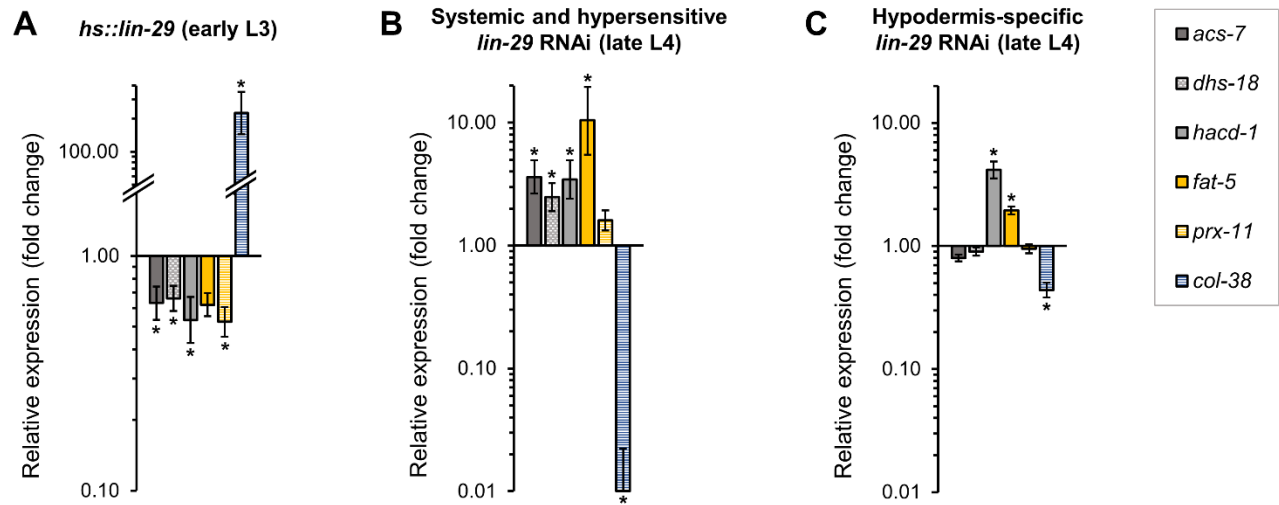 A
hs::lin-29 (early L3)
Relative expression (fold change)
100.00
1.00
0.10
*
*
*
*
*
B
Systemic and hypersensitive
lin-29 RNAi (late L4)
Relative expression (fold change)
10.00
1.00
0.10
0.01
*
*
*
*
*
C
Hypodermis-specific
lin-29 RNAi (late L4)
Relative expression (fold change)
10.00
1.00
0.10
0.01
*
*
*
acs-7
dhs-18
hacd-1
fat-5
prx-11
col-38